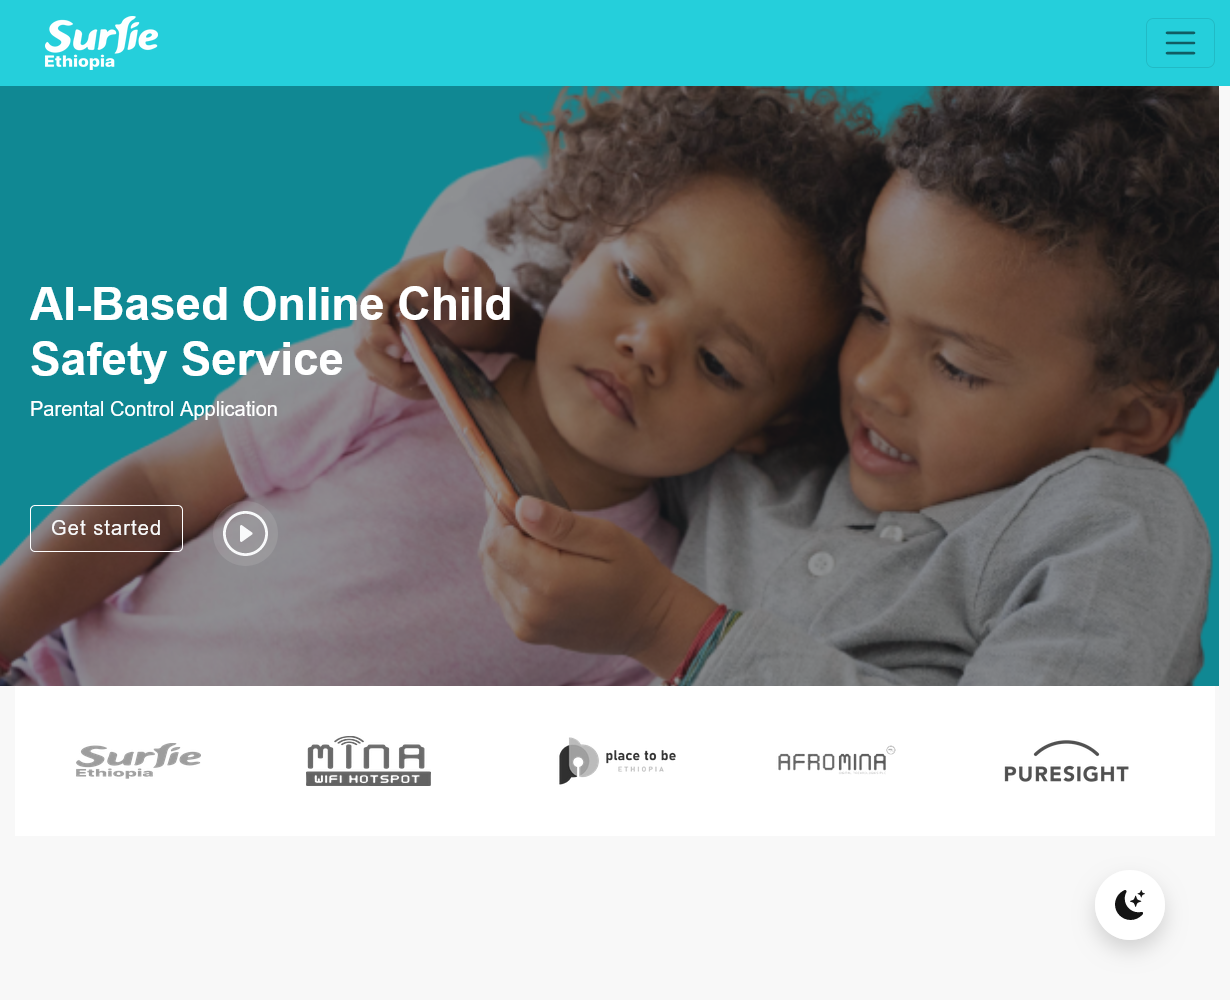 Surfie
Ethiopia
AI-Based Online Child
Safety Service
Parental Control Application
Get started
Surfie
Ethiopia
MINA
WIFI HOTSPOT
place to be
ETHIOPIA
AFROMINA
PURESIGHT